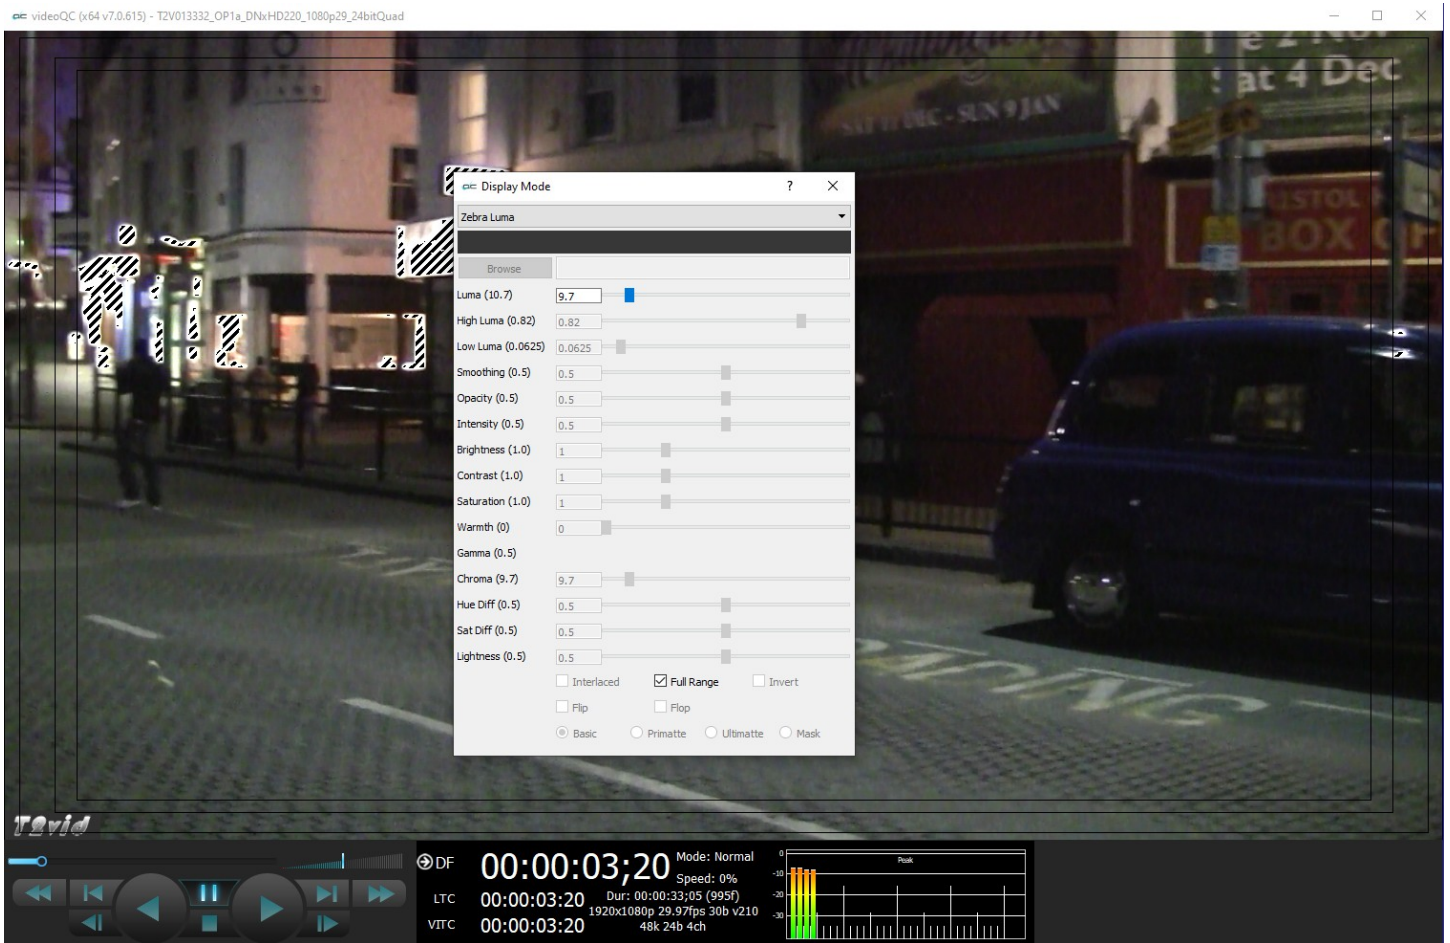 videoQC (x64 v7.0.615) - T2V013332_OP1a_DNxHD220_1080p29_24bitQuad
Sat 4 Dec
SAT 11 DEC - SUN 9 JAN
BOX
T2vid
Display Mode
?
Zebra Luma
Browse
Luma (10.7) 9.7
High Luma (0.82) 0.82
Low Luma (0.0625) 0.0625
Smoothing (0.5) 0.5
Opacity (0.5) 0.5
Intensity (0.5) 0.5
Brightness (1.0) 1
Contrast (1.0) 1
Saturation (1.0) 1
Warmth (0) 0
Gamma (0.5)
Chroma (9.7) 9.7
Hue Diff (0.5) 0.5
Sat Diff (0.5) 0.5
Lightness (0.5) 0.5
Interlaced Full Range Invert
Flip Flop
Basic Primatte Ultimatte Mask
DF 00:00:03;20 Mode: Normal
Speed: 0%
LTC 00:00:03:20 Dur: 00:00:33;05 (995f)
1920x1080p 29.97fps 30b v210
VITC 00:00:03:20 48k 24b 4ch
Peak
0
-10
-20
-30